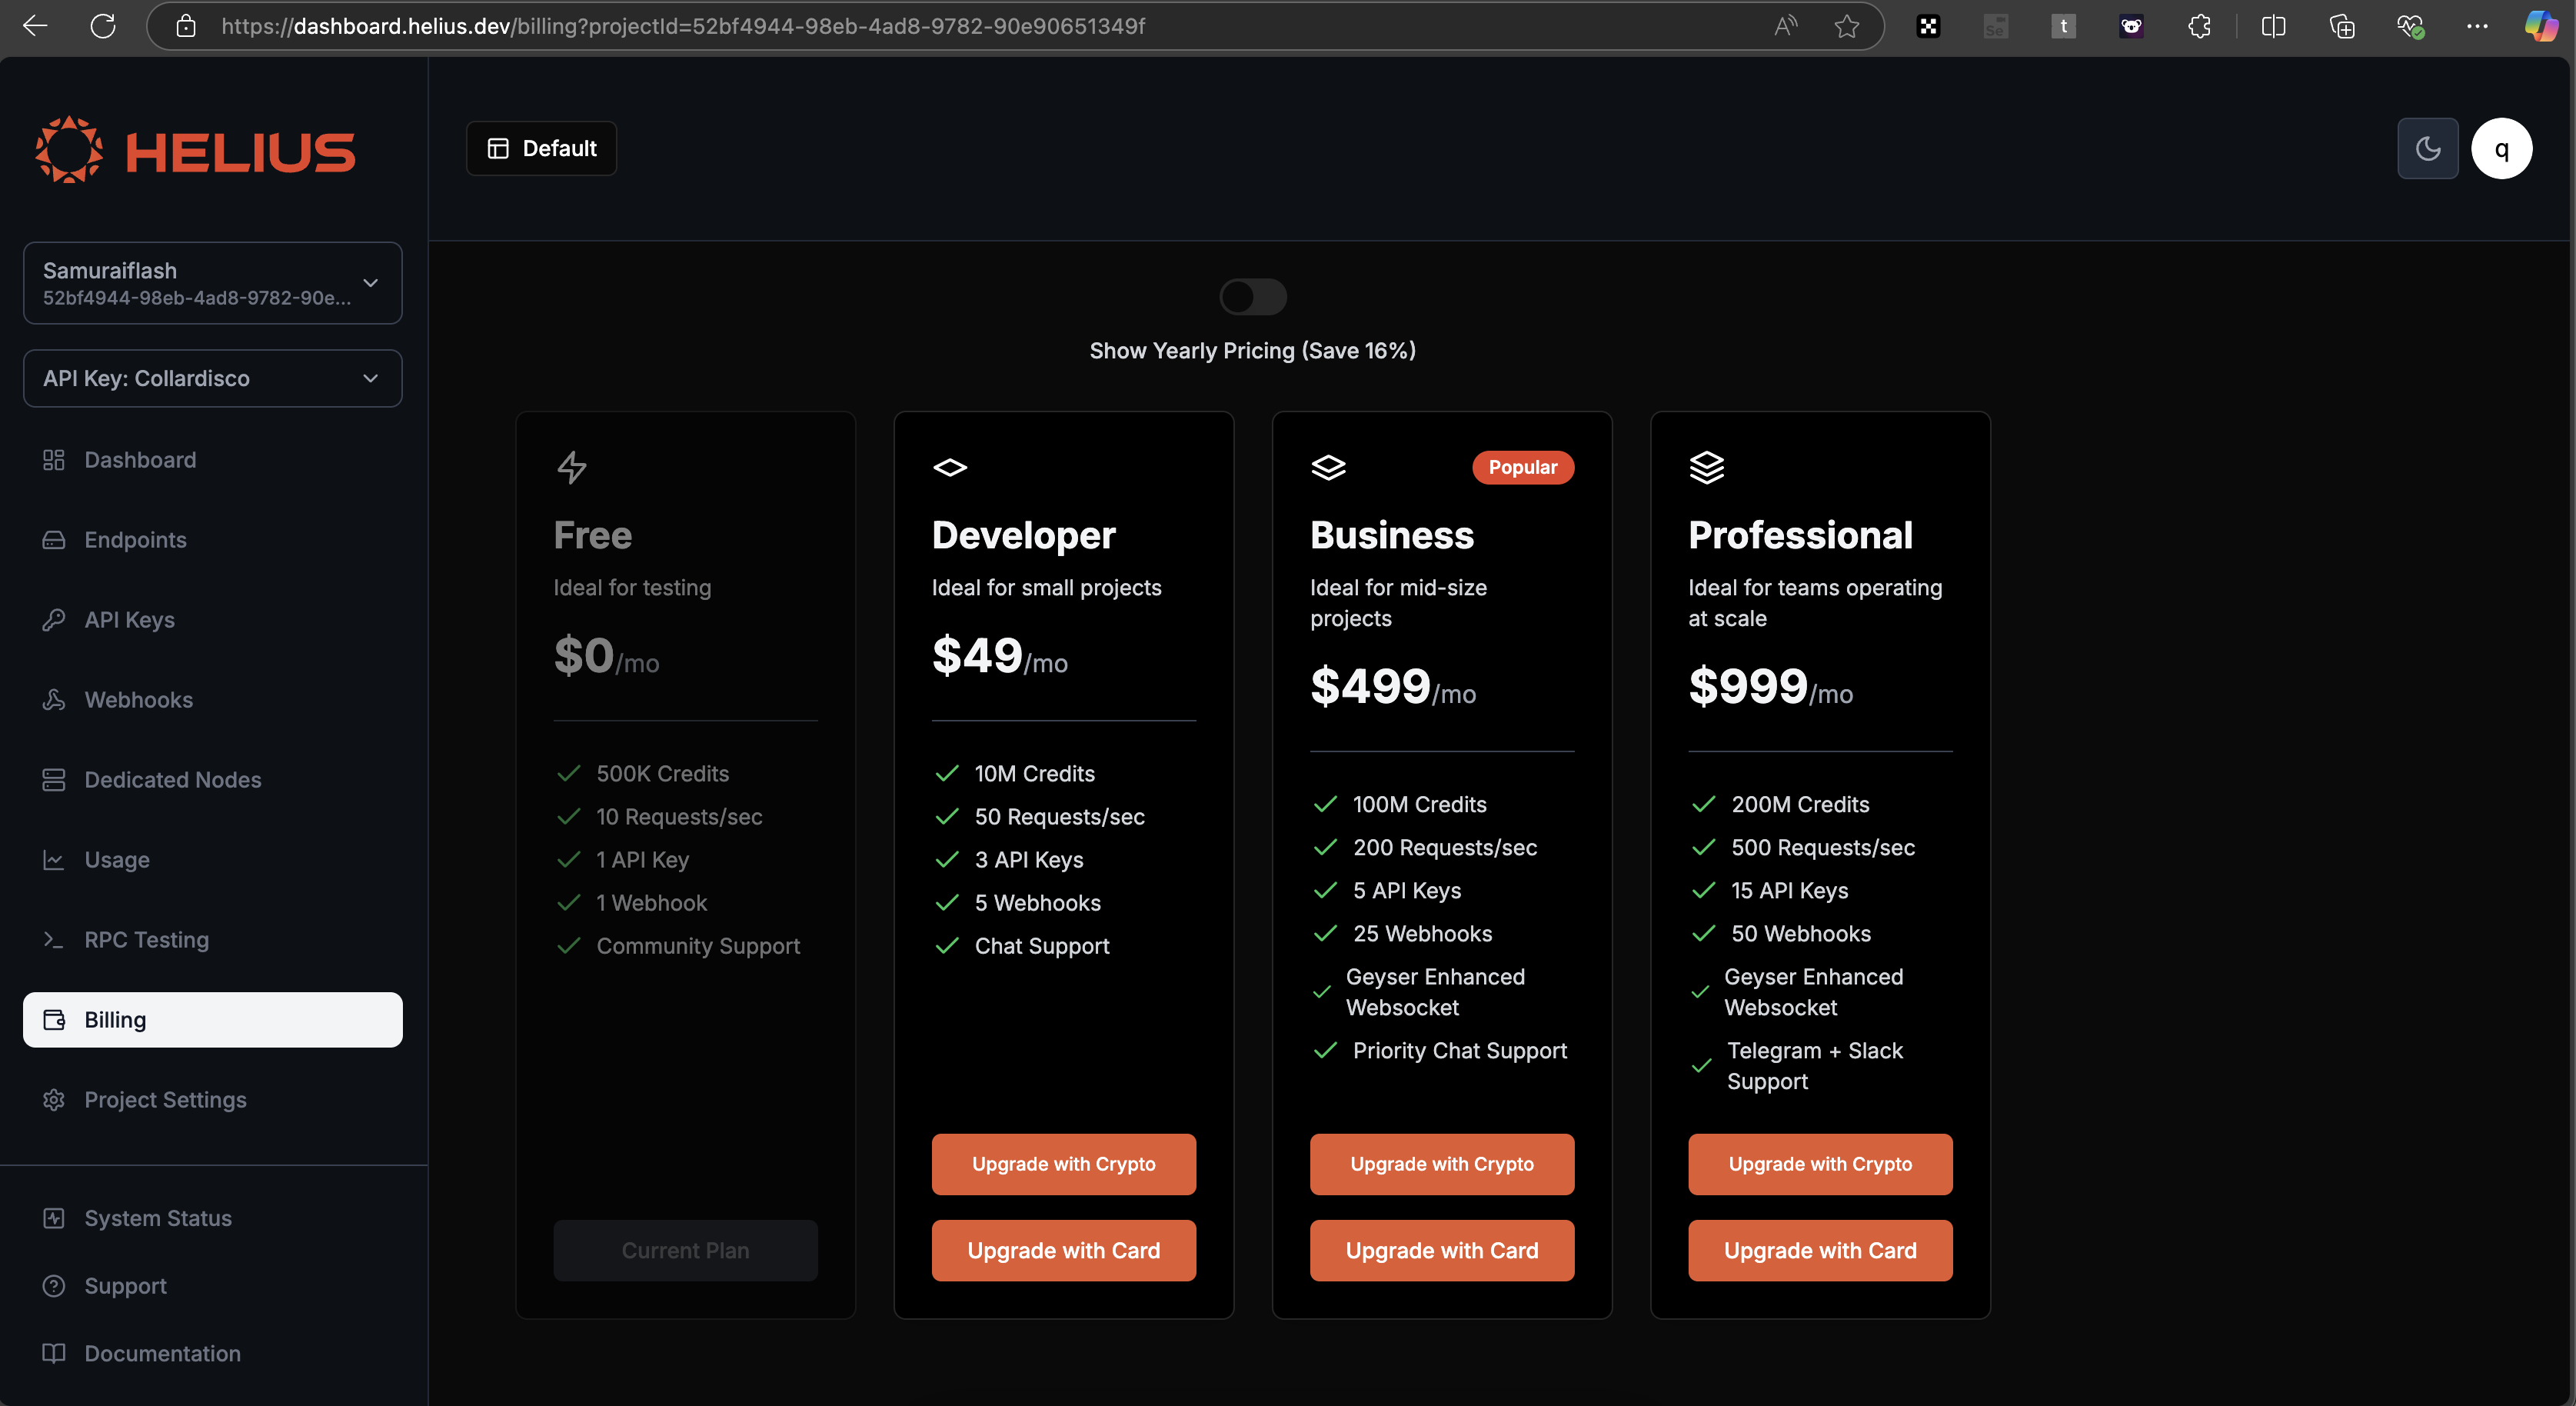 https://dashboard.helius.dev/billing?projectId=52bf4944-98eb-4ad8-9782-90e90651349f
A
Se
t
HELIUS
Default
q
Samuraiflash
52bf4944-98eb-4ad8-9782-90e...
API Key: Collardisco
Dashboard
Endpoints
API Keys
Webhooks
Dedicated Nodes
Usage
RPC Testing
Billing
Project Settings
System Status
Support
Documentation
Show Yearly Pricing (Save 16%)
Free
Ideal for testing
$0/mo
500K Credits
10 Requests/sec
1 API Key
1 Webhook
Community Support
Current Plan
Developer
Ideal for small projects
$49/mo
10M Credits
50 Requests/sec
3 API Keys
5 Webhooks
Chat Support
Upgrade with Crypto
Upgrade with Card
Popular
Business
Ideal for mid-size
projects
$499/mo
100M Credits
200 Requests/sec
5 API Keys
25 Webhooks
Geyser Enhanced
Websocket
Priority Chat Support
Upgrade with Crypto
Upgrade with Card
Professional
Ideal for teams operating
at scale
$999/mo
200M Credits
500 Requests/sec
15 API Keys
50 Webhooks
Geyser Enhanced
Websocket
Telegram + Slack
Support
Upgrade with Crypto
Upgrade with Card